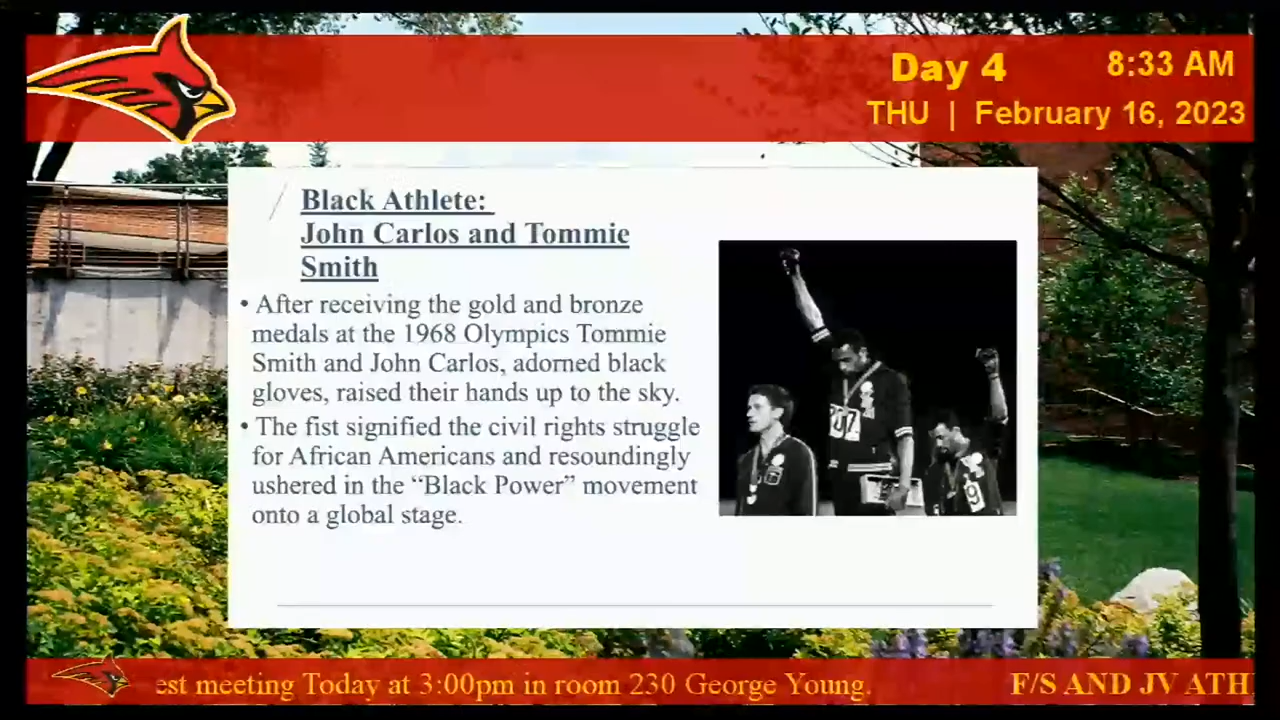 Day 4
8:33 AM
THU | February 16, 2023
Black Athlete:
John Carlos and Tommie
Smith
• After receiving the gold and bronze
medals at the 1968 Olympics Tommie
Smith and John Carlos, adorned black
gloves, raised their hands up to the sky.
• The fist signified the civil rights struggle
for African Americans and resoundingly
ushered in the “Black Power” movement
onto a global stage.
est meeting Today at 3:00pm in room 230 George Young.
F/S AND JV ATH